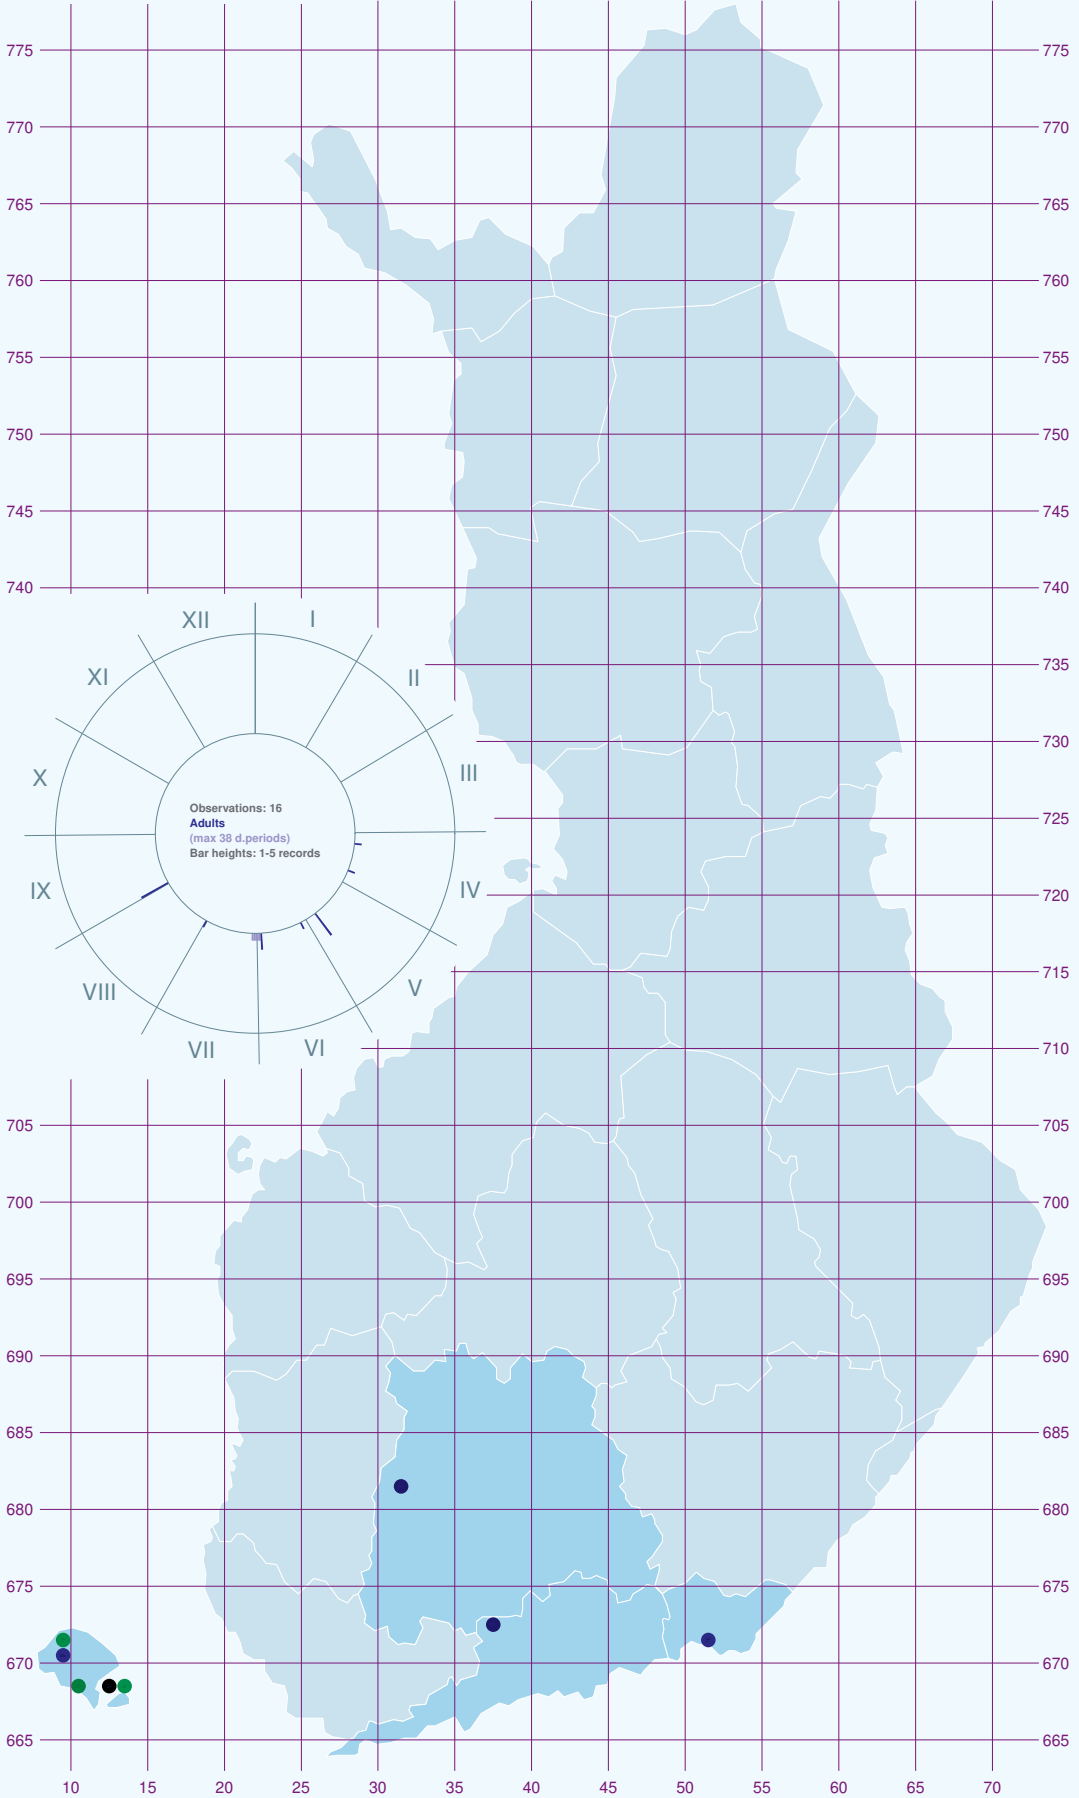 775 775
770 770
765 765
760 760
755 755
750 750
745 745
740 740
XII I
XI II
735
730 730
III
X
Observations: 16
Adults
(max 38 d.periods)
Bar heights: 1-5 records
725
IX IV
720
VIII V
715
VII VI
710
705 705
700 700
695 695
690 690
685 685
680 680
675 675
670 670
665 665
10 15 20 25 30 35 40 45 50 55 60 65 70